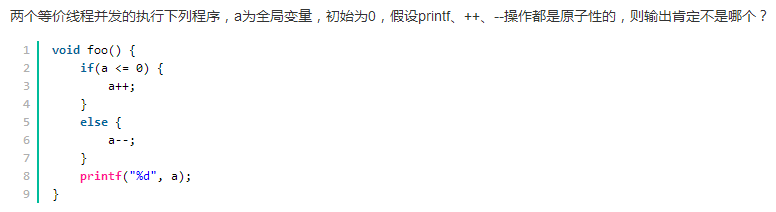 两个等价线程并发的执行下列程序，a为全局变量，初始为0，假设printf、++、--操作都是原子性的，则输出肯定不是哪个？
1 void foo() {
2     if(a <= 0) {
3         a++;
4     }
5     else {
6         a--;
7     }
8     printf("%d", a);
9 }